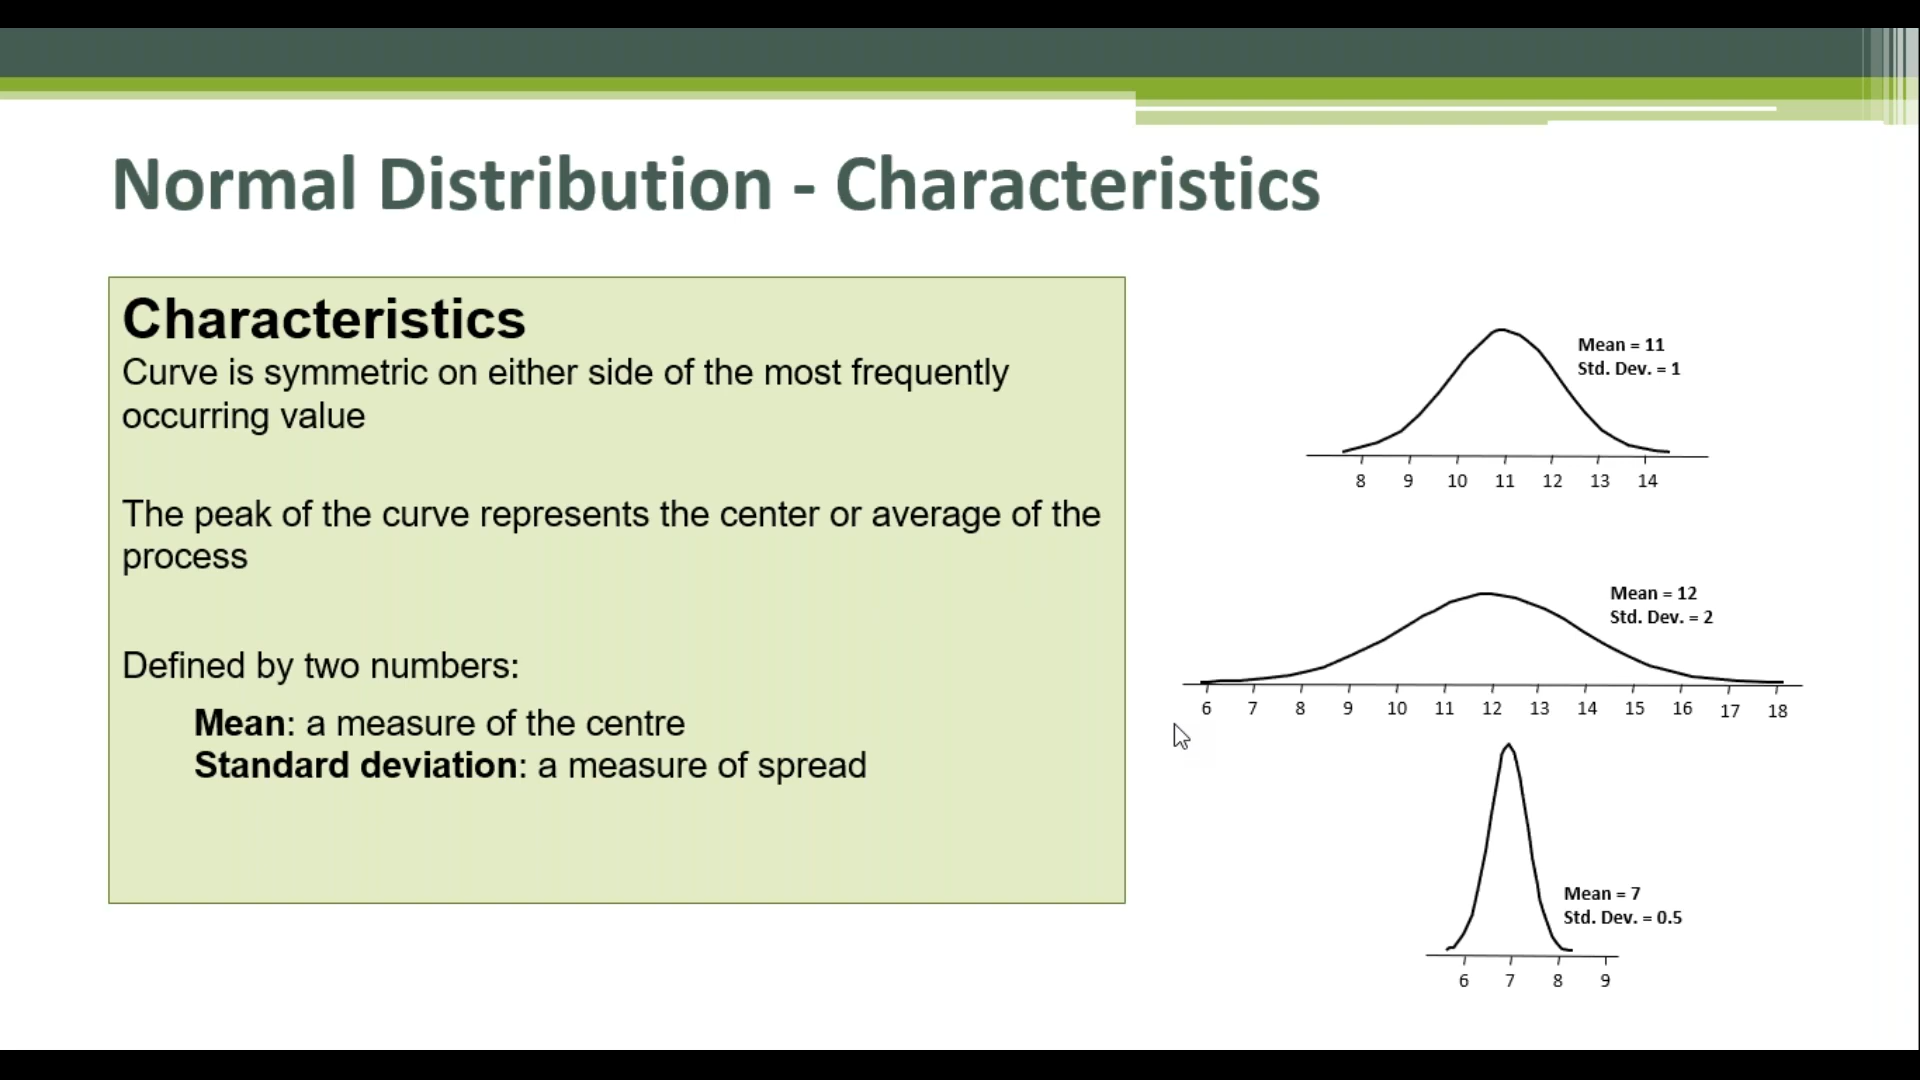 Normal Distribution - Characteristics
Characteristics
Curve is symmetric on either side of the most frequently
occurring value
The peak of the curve represents the center or average of the
process
Defined by two numbers:
Mean: a measure of the centre
Standard deviation: a measure of spread
Mean = 11
Std. Dev. = 1
8 9 10 11 12 13 14
Mean = 12
Std. Dev. = 2
6 7 8 9 10 11 12 13 14 15 16 17 18
Mean = 7
Std. Dev. = 0.5
6 7 8 9